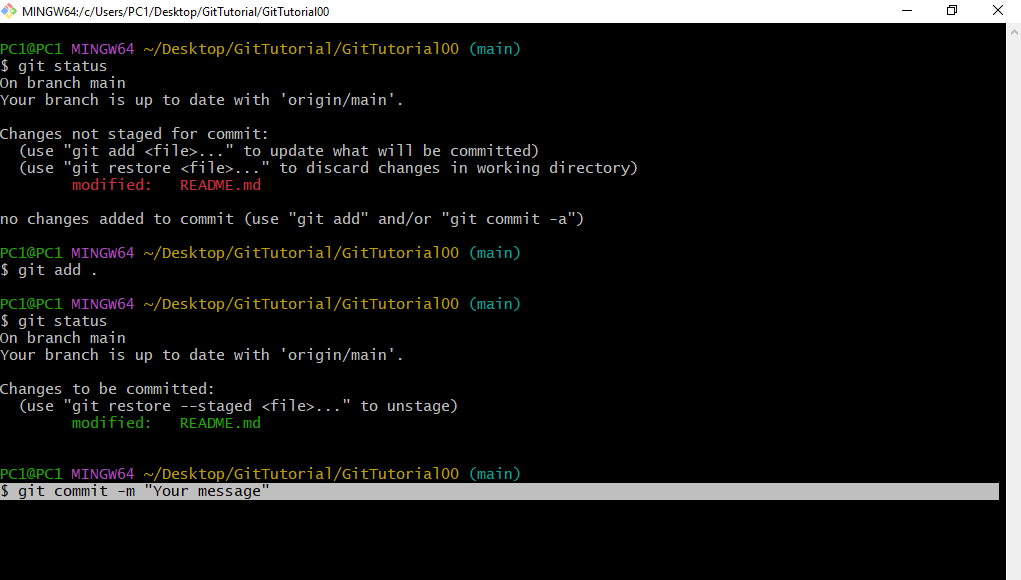 MINGW64:/c/Users/PC1/Desktop/GitTutorial/GitTutorial00
PC1@PC1 MINGW64 ~/Desktop/GitTutorial/GitTutorial00 (main)
$ git status
On branch main
Your branch is up to date with 'origin/main'.
Changes not staged for commit:
  (use "git add <file>..." to update what will be committed)
  (use "git restore <file>..." to discard changes in working directory)
        modified:   README.md
no changes added to commit (use "git add" and/or "git commit -a")
PC1@PC1 MINGW64 ~/Desktop/GitTutorial/GitTutorial00 (main)
$ git add .
PC1@PC1 MINGW64 ~/Desktop/GitTutorial/GitTutorial00 (main)
$ git status
On branch main
Your branch is up to date with 'origin/main'.
Changes to be committed:
  (use "git restore --staged <file>..." to unstage)
        modified:   README.md
PC1@PC1 MINGW64 ~/Desktop/GitTutorial/GitTutorial00 (main)
$ git commit -m "Your message"